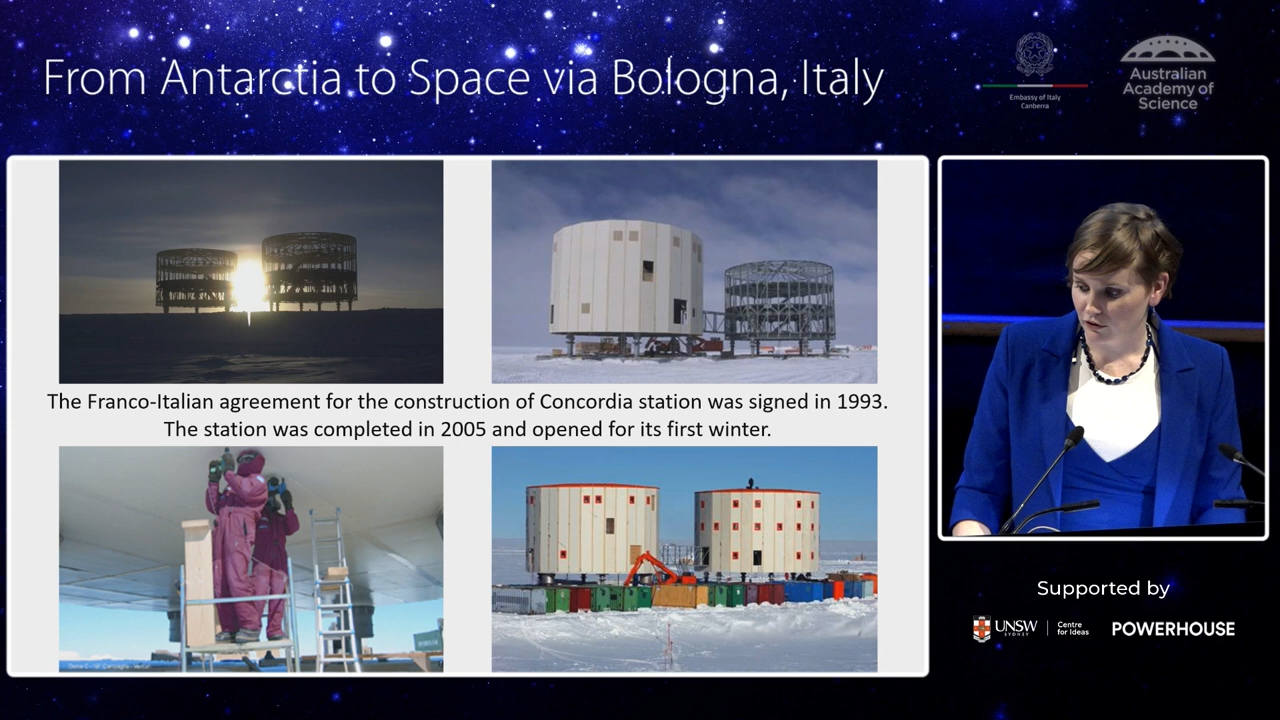 From Antarctia to Space via Bologna, Italy
Embassy of Italy
Canberra
Australian
Academy of
Science
The Franco-Italian agreement for the construction of Concordia station was signed in 1993.
The station was completed in 2005 and opened for its first winter.
Supported by
UNSW
SYDNEY
Centre
for Ideas
POWERHOUSE